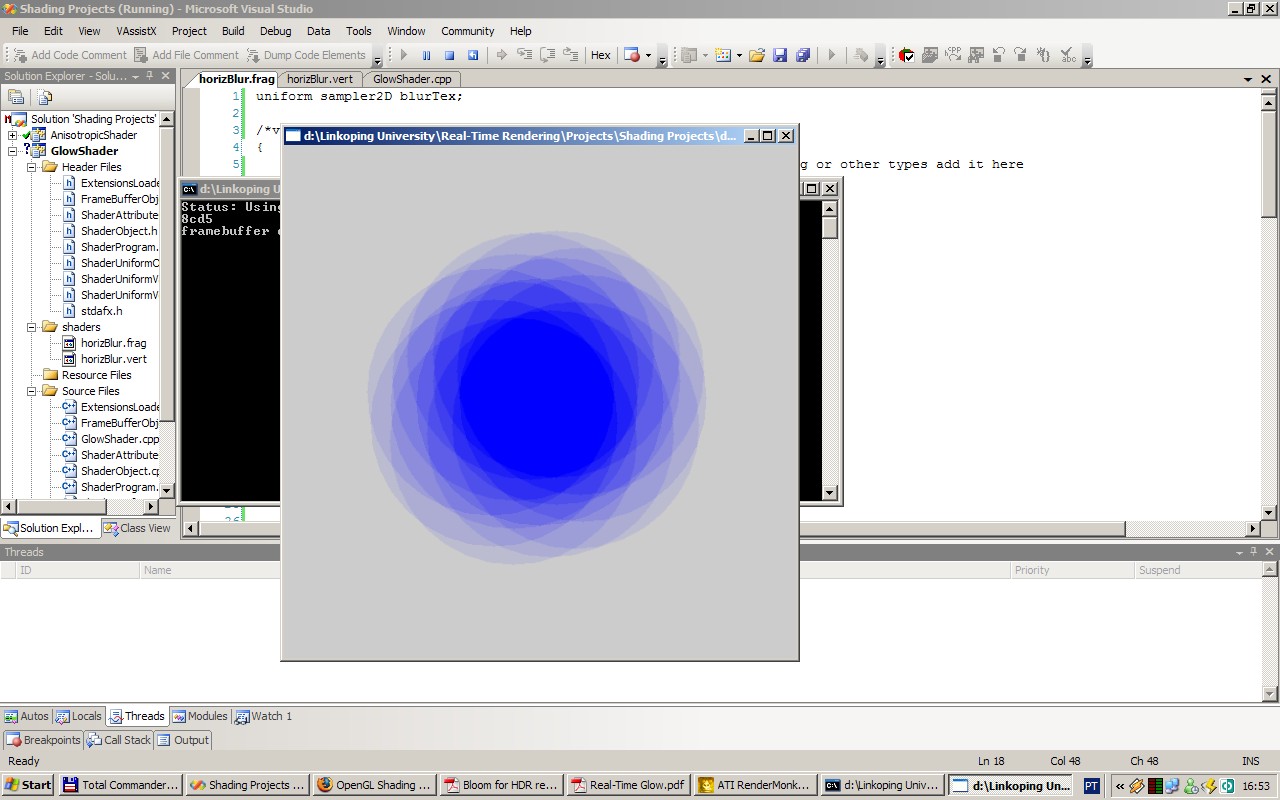 Shading Projects (Running) - Microsoft Visual Studio
File Edit View VAssistX Project Build Debug Data Tools Window Community Help
Add Code Comment Add File Comment Dump Code Elements Hex
Solution Explorer - Solu...
horizBlur.frag horizBlur.vert GlowShader.cpp
Solution 'Shading Projects'
AnisotropicShader
GlowShader
Header Files
ExtensionsLoade
FrameBufferObj
ShaderAttribute
ShaderObject.h
ShaderProgram.
ShaderUniformO
ShaderUniformV
ShaderUniformV
stdafx.h
shaders
horizBlur.frag
horizBlur.vert
Resource Files
Source Files
ExtensionsLoade
FrameBufferObj
GlowShader.cpp
ShaderAttribute
ShaderObject.cp
ShaderProgram.
Solution Expl... Class View
1 uniform sampler2D blurTex;
2
3 /*v
4 {
5 g or other types add it here
d:\Linkoping U
Status: Using
8cd5
framebuffer
d:\Linkoping University\Real-Time Rendering\Projects\Shading Projects\d...
Threads
ID Name Priority Suspend
Autos Locals Threads Modules Watch 1
Breakpoints Call Stack Output
Ready Ln 18 Col 48 Ch 48 INS
Start Total Commander... Shading Projects ... OpenGL Shading ... Bloom for HDR re... Real-Time Glow.pdf ATI RenderMonk... d:\Linkoping Univ... d:\Linkoping Un... PT « 16:53